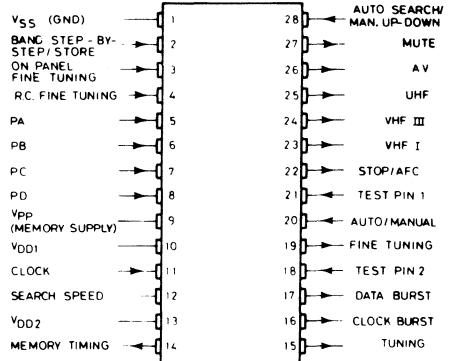 VSS (GND)
BAND STEP-BY-
STEP/STORE
ON PANEL
FINE TUNING
R.C. FINE TUNING
PA
PB
PC
PD
VPP
(MEMORY SUPPLY)
VDD1
CLOCK
SEARCH SPEED
VDD2
MEMORY TIMING
1
2
3
4
5
6
7
8
9
10
11
12
13
14
28
27
26
25
24
23
22
21
20
19
18
17
16
15
AUTO SEARCH/
MAN. UP-DOWN
MUTE
AV
UHF
VHF III
VHF I
STOP/AFC
TEST PIN 1
AUTO/MANUAL
FINE TUNING
TEST PIN 2
DATA BURST
CLOCK BURST
TUNING